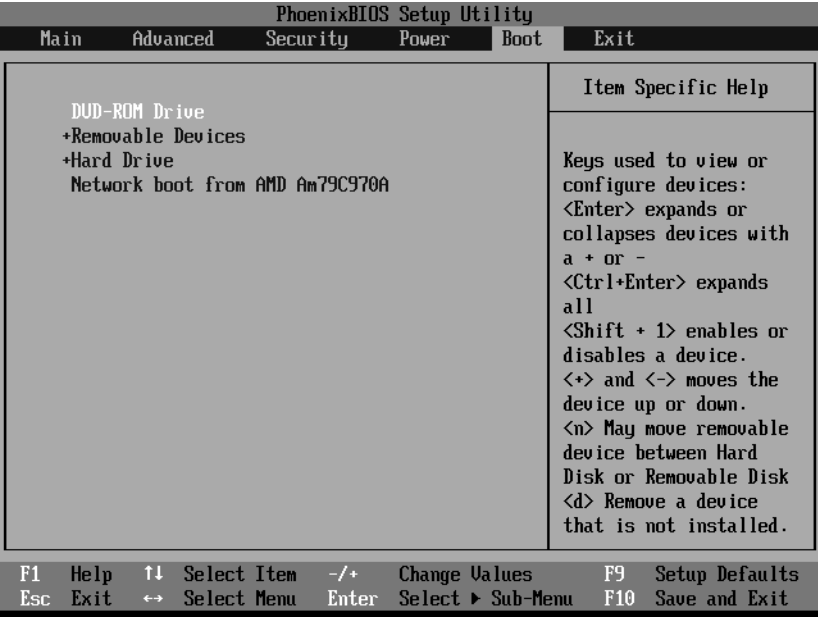 PhoenixBIOS Setup Utility
Main Advanced Security Power Boot Exit
DVD-ROM Drive
+Removable Devices
+Hard Drive
Network boot from AMD Am79C970A
Item Specific Help
Keys used to view or
configure devices:
<Enter> expands or
collapses devices with
a + or -
<Ctrl+Enter> expands
all
<Shift + 1> enables or
disables a device.
<+> and <-> moves the
device up or down.
<n> May move removable
device between Hard
Disk or Removable Disk
<d> Remove a device
that is not installed.
F1 Help ↑↓ Select Item -/+ Change Values F9 Setup Defaults
Esc Exit ↔ Select Menu Enter Select ▶ Sub-Menu F10 Save and Exit